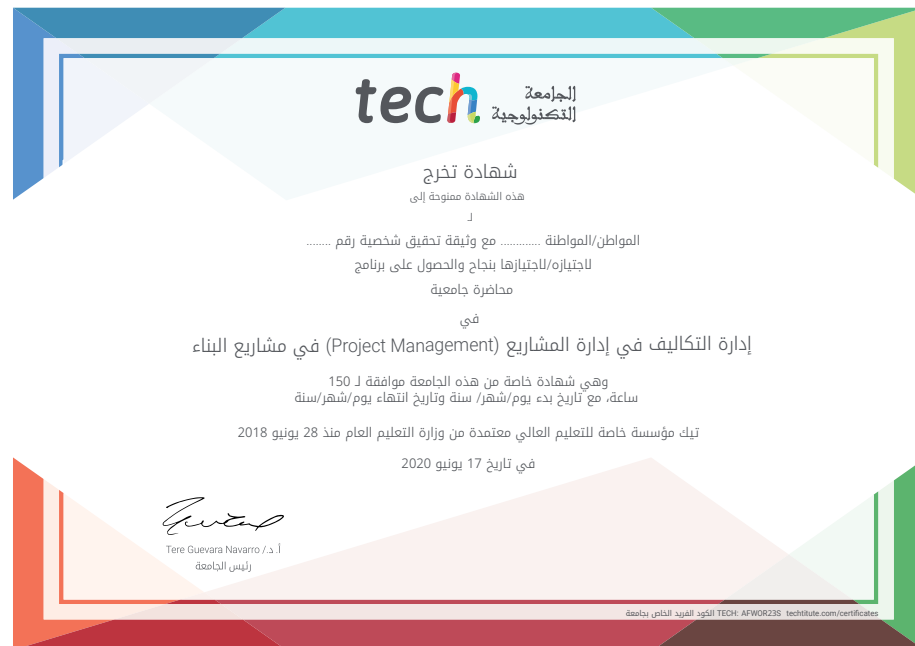 tech الجامعة
التكنولوجية
شهادة تخرج
هذه الشهادة ممنوحة إلى
لـ
المواطن/المواطنة ............ مع وثيقة تحقيق شخصية رقم ........
لاجتيازه/لاجتيازها بنجاح والحصول على برنامج
محاضرة جامعية
في
إدارة التكاليف في إدارة المشاريع (Project Management) في مشاريع البناء
وهي شهادة خاصة من هذه الجامعة موافقة لـ 150
ساعة، مع تاريخ بدء يوم/شهر/ سنة وتاريخ انتهاء يوم/شهر/سنة
تيك مؤسسة خاصة للتعليم العالي معتمدة من وزارة التعليم العام منذ 28 يونيو 2018
في تاريخ 17 يونيو 2020
أ.د./ Tere Guevara Navarro
رئيس الجامعة
الكود الفريد الخاص بجامعة TECH: AFWOR23S techtitute.com/certificates